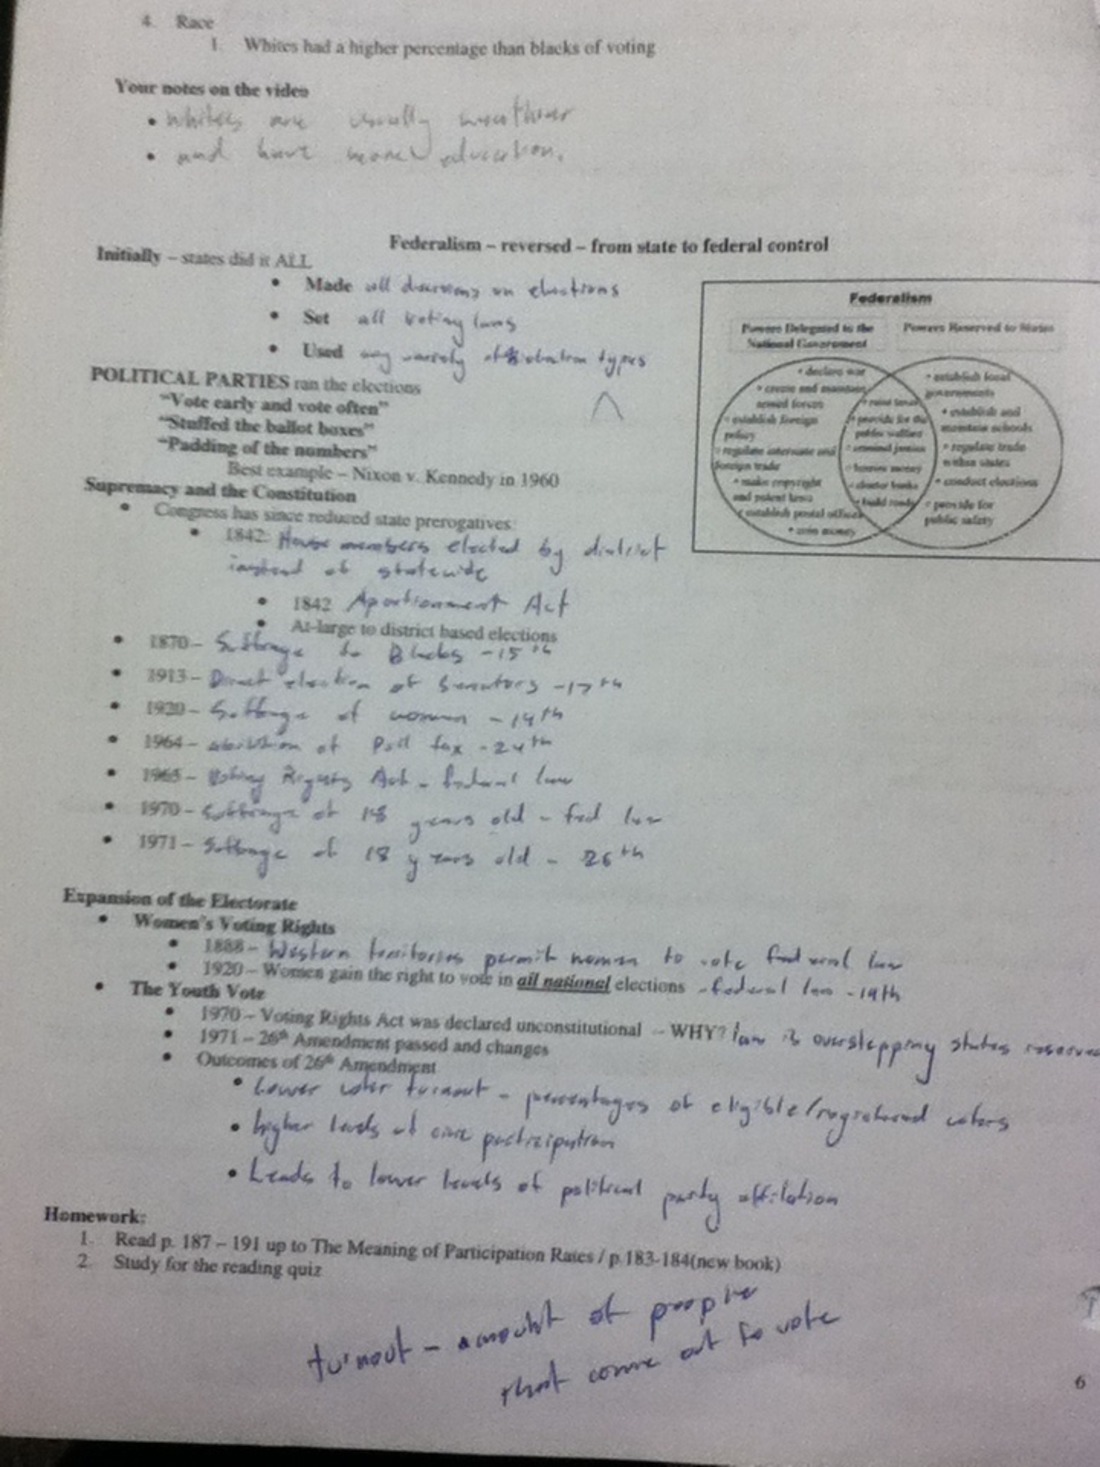 4. Race
1. Whites had a higher percentage than blacks of voting
Your notes on the video
• whites are usually wealthier
• and have more education.
Federalism – reversed – from state to federal control
Initially – states did it ALL
• Made all decisions on elections
• Set all voting laws
• Used any variety of election types
POLITICAL PARTIES ran the elections
"Vote early and vote often"
"Stuffed the ballot boxes"
"Padding of the numbers"
Best example – Nixon v. Kennedy in 1960
Supremacy and the Constitution
• Congress has since reduced state prerogatives:
• 1842: House members elected by district
instead of statewide
• 1842 Apportionment Act
• At-large to district based elections
• 1870 – Suffrage to Blacks - 15th
• 1913 – Direct election of Senators - 17th
• 1920 – Suffrage of women - 19th
• 1964 – abolition of Poll tax - 24th
• 1965 – Voting Rights Act - federal law
• 1970 – Suffrage of 18 years old - fed law
• 1971 – Suffrage of 18 years old - 26th
Federalism
Powers Delegated to the
National Government
Powers Reserved to States
• declare war
• create and maintain
armed forces
• establish foreign
policy
• regulate interstate and
foreign trade
• make copyright
and patent laws
• establish postal offices
• coin money
• raise taxes
• provide for the
public welfare
• criminal justice
• borrow money
• charter banks
• build roads
• establish local
governments
• establish and
maintain schools
• regulate trade
within states
• conduct elections
• provide for
public safety
Expansion of the Electorate
• Women's Voting Rights
• 1888 – Western territories permit women to vote federal law
• 1920 – Women gain the right to vote in all national elections - federal law - 19th
• The Youth Vote
• 1970 – Voting Rights Act was declared unconstitutional – WHY? law is overstepping states
• 1971 – 26th Amendment passed and changes
• Outcomes of 26th Amendment
• Lower voter turnout - percentages of eligible/registered voters
• higher levels of civic participation
• Leads to lower levels of political party affilation
Homework:
1. Read p. 187 – 191 up to The Meaning of Participation Rates / p.183-184(new book)
2. Study for the reading quiz
turnout - amount of people
that come out to vote
6